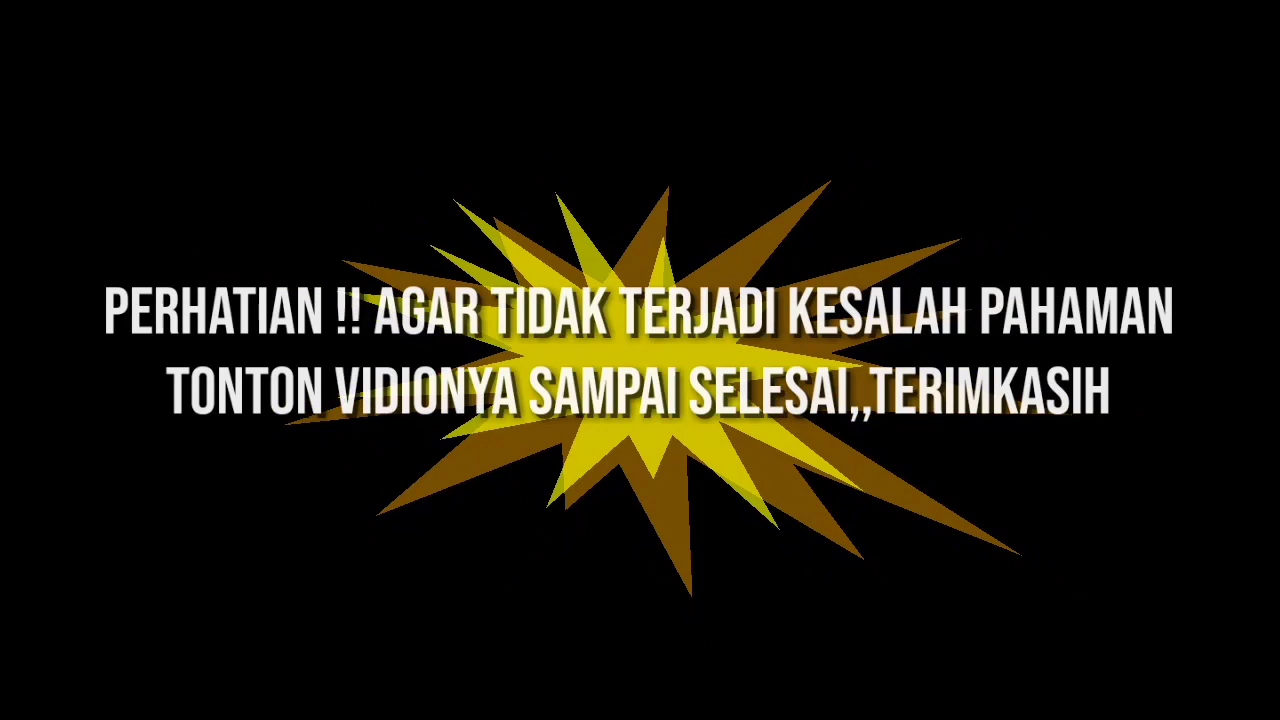 PERHATIAN !! AGAR TIDAK TERJADI KESALAH PAHAMAN
TONTON VIDIONYA SAMPAI SELESAI,,TERIMKASIH